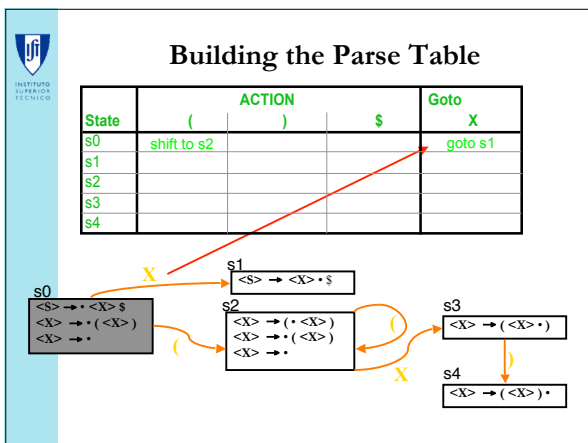 Building the Parse Table
INSTITUTO
SUPERIOR
TECNICO
ACTION Goto
State ( ) $ X
s0 shift to s2 goto s1
s1
s2
s3
s4
X
s1
<S> → <X> • $
s0
<S> → • <X> $
<X> → • ( <X> )
<X> → •
(
s2
<X> → ( • <X> )
<X> → • ( <X> )
<X> → •
(
X
s3
<X> → ( <X> • )
)
s4
<X> → ( <X> ) •